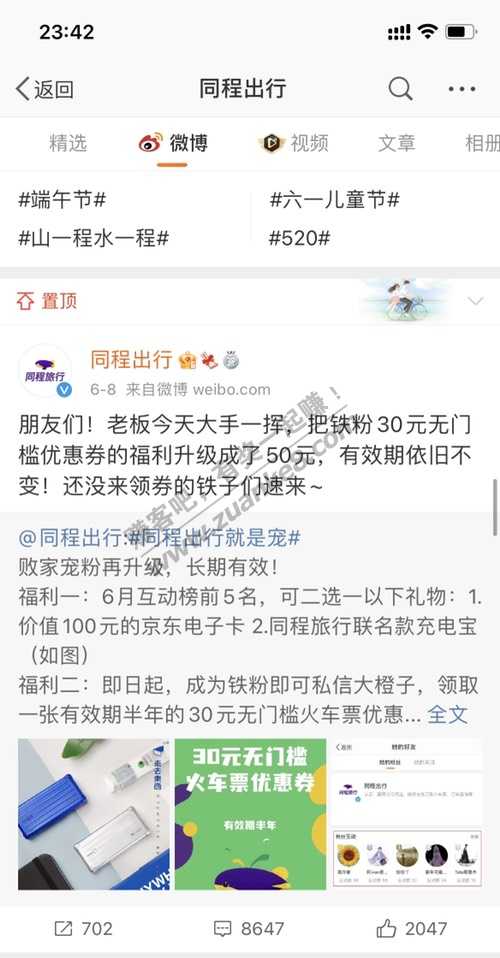 23:42
返回
同程出行
精选
微博
视频
文章
相册
#端午节#
#六一儿童节#
#山一程水一程#
#520#
置顶
同程旅行
同程出行
6-8 来自微博 weibo.com
朋友们！老板今天大手一挥，把铁粉30元无门
槛优惠券的福利升级成了50元，有效期依旧不
变！还没来领券的铁子们速来~
赚客吧，有奖一起赚！
www.zuanke8.com
@同程出行:#同程出行就是宠#
败家宠粉再升级，长期有效！
福利一：6月互动榜前5名，可二选一以下礼物：1.
价值100元的京东电子卡 2.同程旅行联名款充电宝
（如图）
福利二：即日起，成为铁粉即可私信大橙子，领取
一张有效期半年的30元无门槛火车票优惠... 全文
30元无门槛
火车票优惠券
有效期半年
同程出行
粉丝互动
702
8647
2047